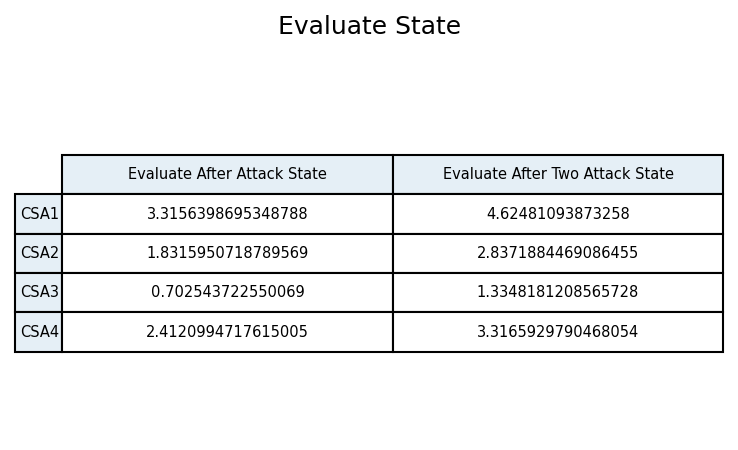 Evaluate State
Evaluate After Attack State Evaluate After Two Attack State
CSA1 3.3156398695348788 4.62481093873258
CSA2 1.8315950718789569 2.8371884469086455
CSA3 0.702543722550069 1.3348181208565728
CSA4 2.4120994717615005 3.3165929790468054